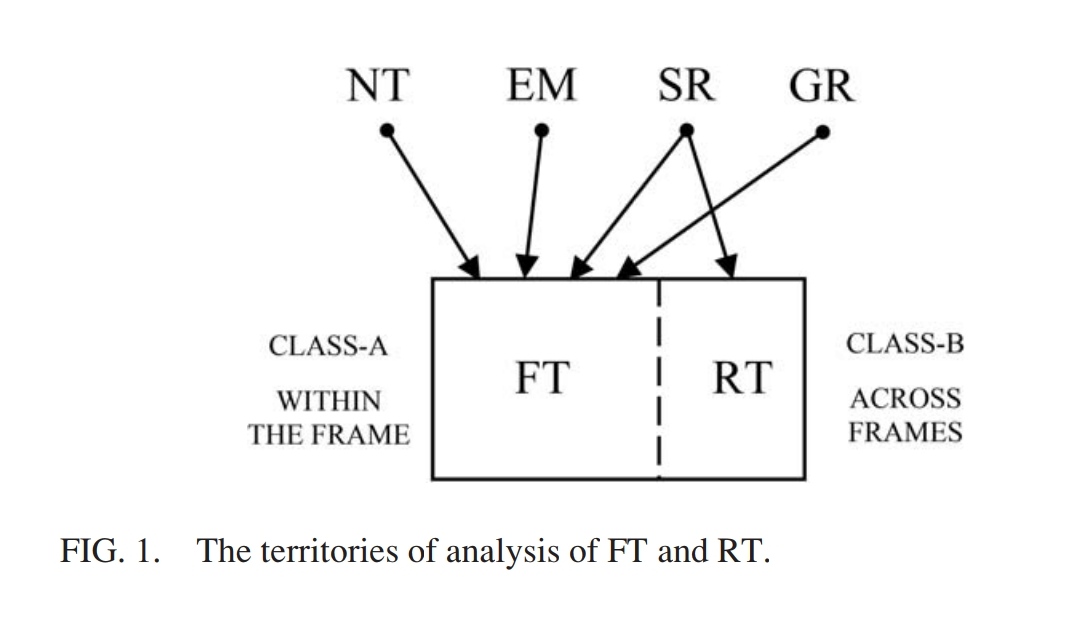 NT EM SR GR
CLASS-A
WITHIN
THE FRAME
FT
RT
CLASS-B
ACROSS
FRAMES
FIG. 1. The territories of analysis of FT and RT.